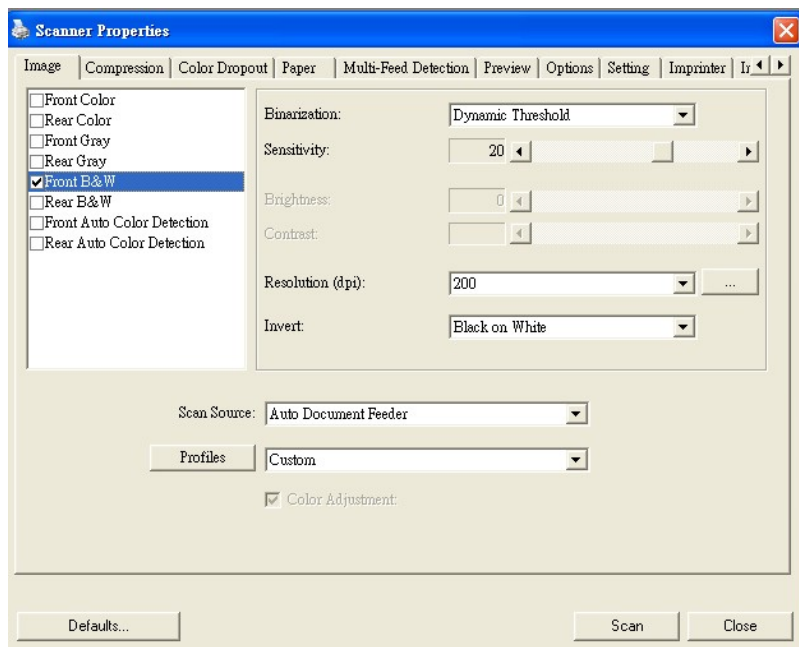 Scanner Properties
Image Compression Color Dropout Paper Multi-Feed Detection Preview Options Setting Imprinter
Front Color
Rear Color
Front Gray
Rear Gray
Front B&W
Rear B&W
Front Auto Color Detection
Rear Auto Color Detection
Binarization: Dynamic Threshold
Sensitivity: 20
Brightness: 0
Contrast:
Resolution (dpi): 200 ...
Invert: Black on White
Scan Source: Auto Document Feeder
Profiles Custom
Color Adjustment:
Defaults... Scan Close